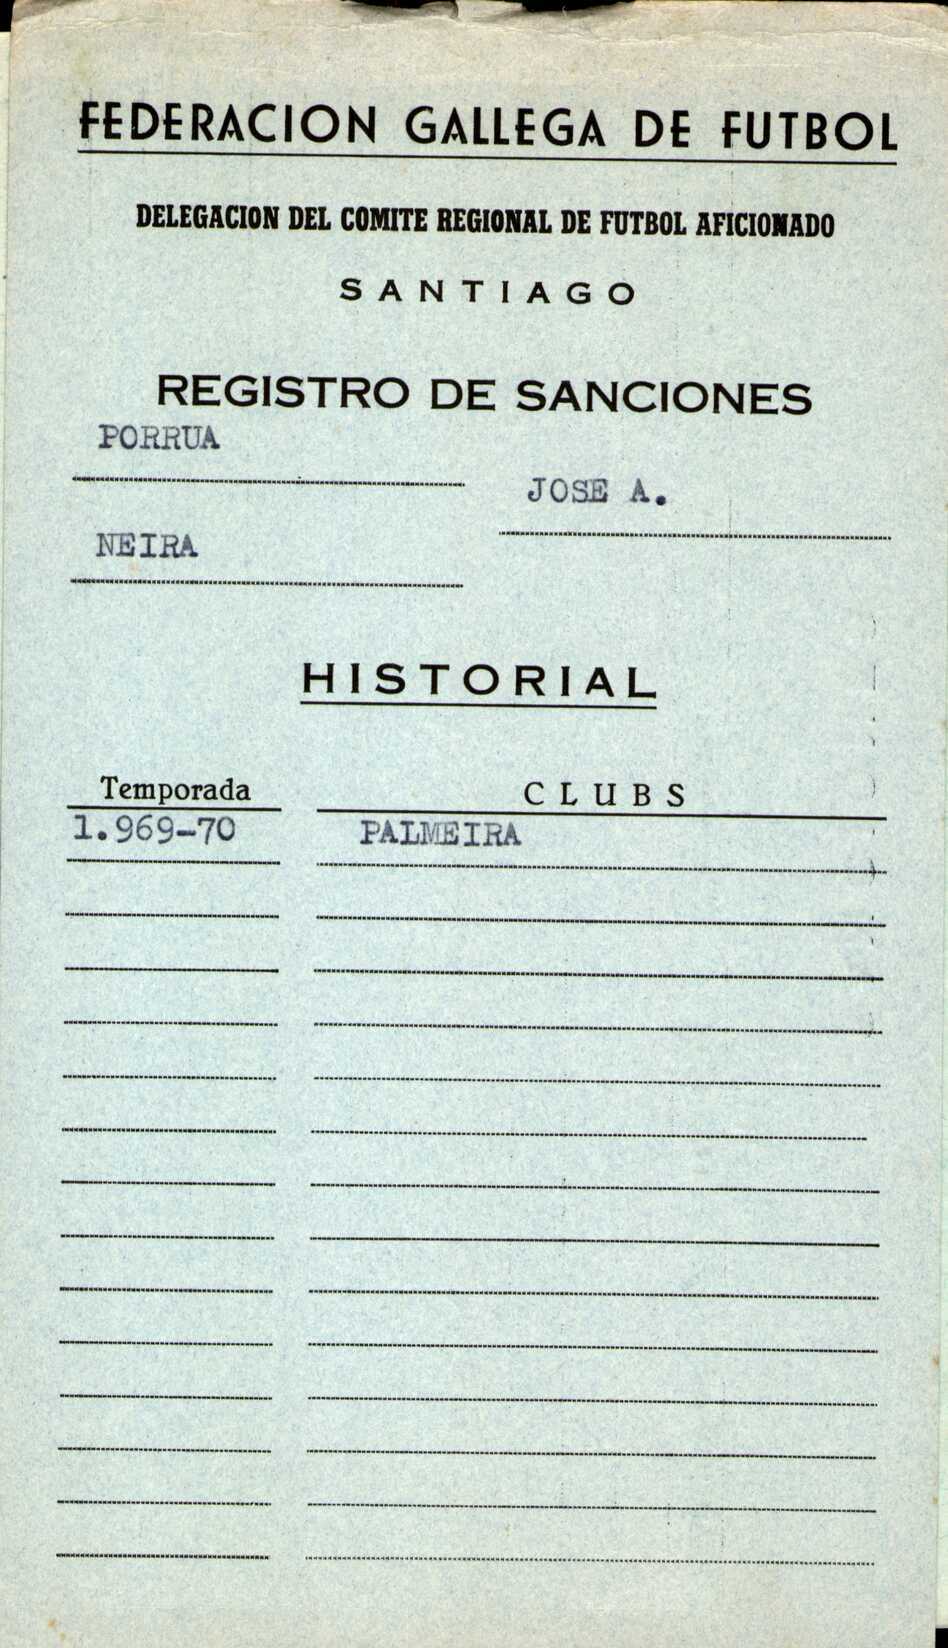 FEDERACION GALLEGA DE FUTBOL
DELEGACION DEL COMITE REGIONAL DE FUTBOL AFICIONADO
SANTIAGO
REGISTRO DE SANCIONES
PORRUA
JOSE A.
NEIRA
HISTORIAL
Temporada CLUBS
1.969-70 PALMEIRA